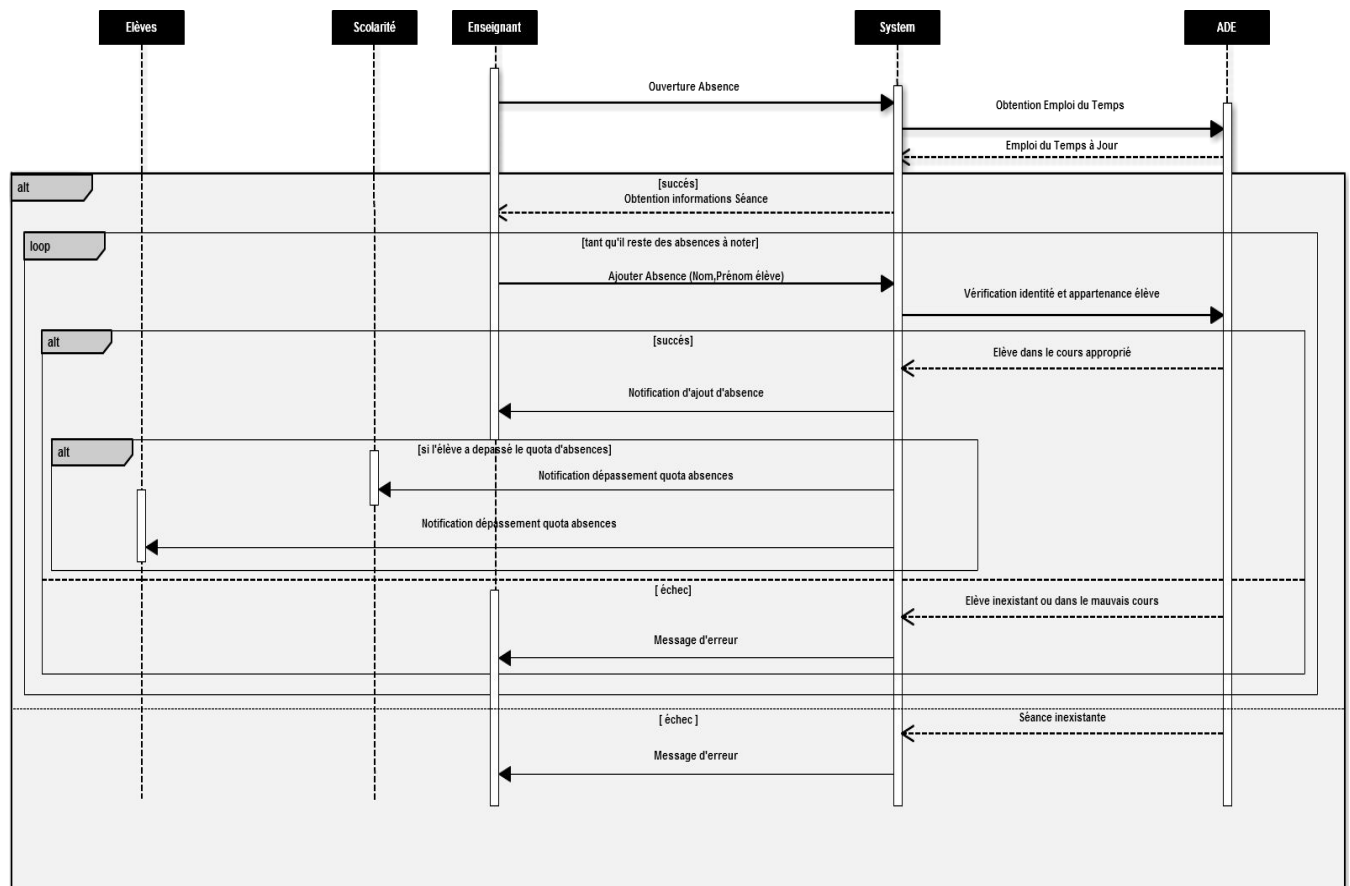 Elèves
Scolarité
Enseignant
System
ADE
Ouverture Absence
Obtention Emploi du Temps
Emploi du Temps à Jour
alt
[succés]
Obtention informations Séance
loop
[tant qu'il reste des absences à noter]
Ajouter Absence (Nom,Prénom élève)
Vérification identité et appartenance élève
alt
[succés]
Elève dans le cours approprié
Notification d'ajout d'absence
alt
[si l'élève a depassé le quota d'absences]
Notification dépassement quota absences
Notification dépassement quota absences
[ échec]
Elève inexistant ou dans le mauvais cours
Message d'erreur
[ échec ]
Séance inexistante
Message d'erreur